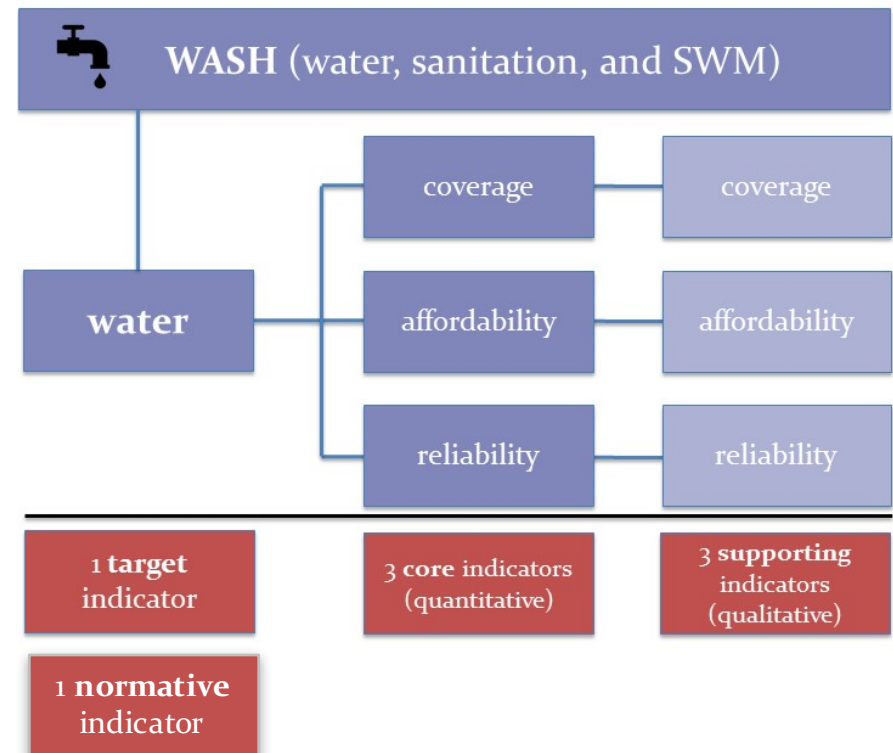 WASH (water, sanitation, and SWM)
coverage
coverage
water
affordability
affordability
reliability
reliability
1 target
indicator
3 core indicators
(quantitative)
3 supporting
indicators
(qualitative)
1 normative
indicator